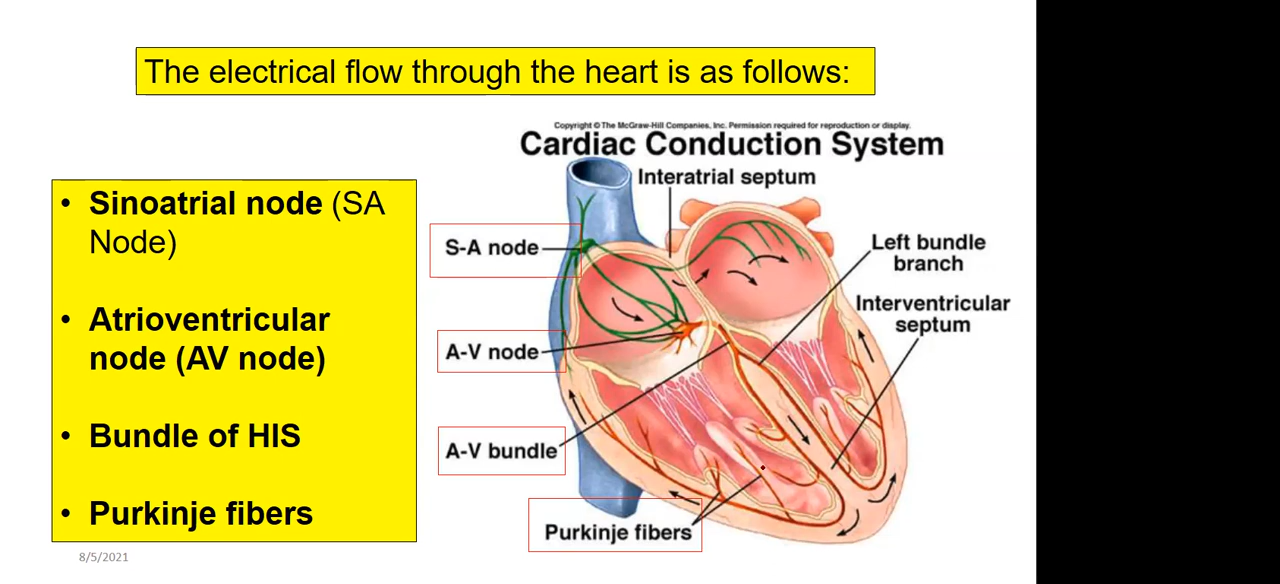 The electrical flow through the heart is as follows:
Copyright © The McGraw-Hill Companies, Inc. Permission required for reproduction or display.
Cardiac Conduction System
Interatrial septum
• Sinoatrial node (SA
Node)
S-A node
Left bundle
branch
Interventricular
septum
• Atrioventricular
node (AV node)
A-V node
• Bundle of HIS
A-V bundle
• Purkinje fibers
Purkinje fibers
8/5/2021